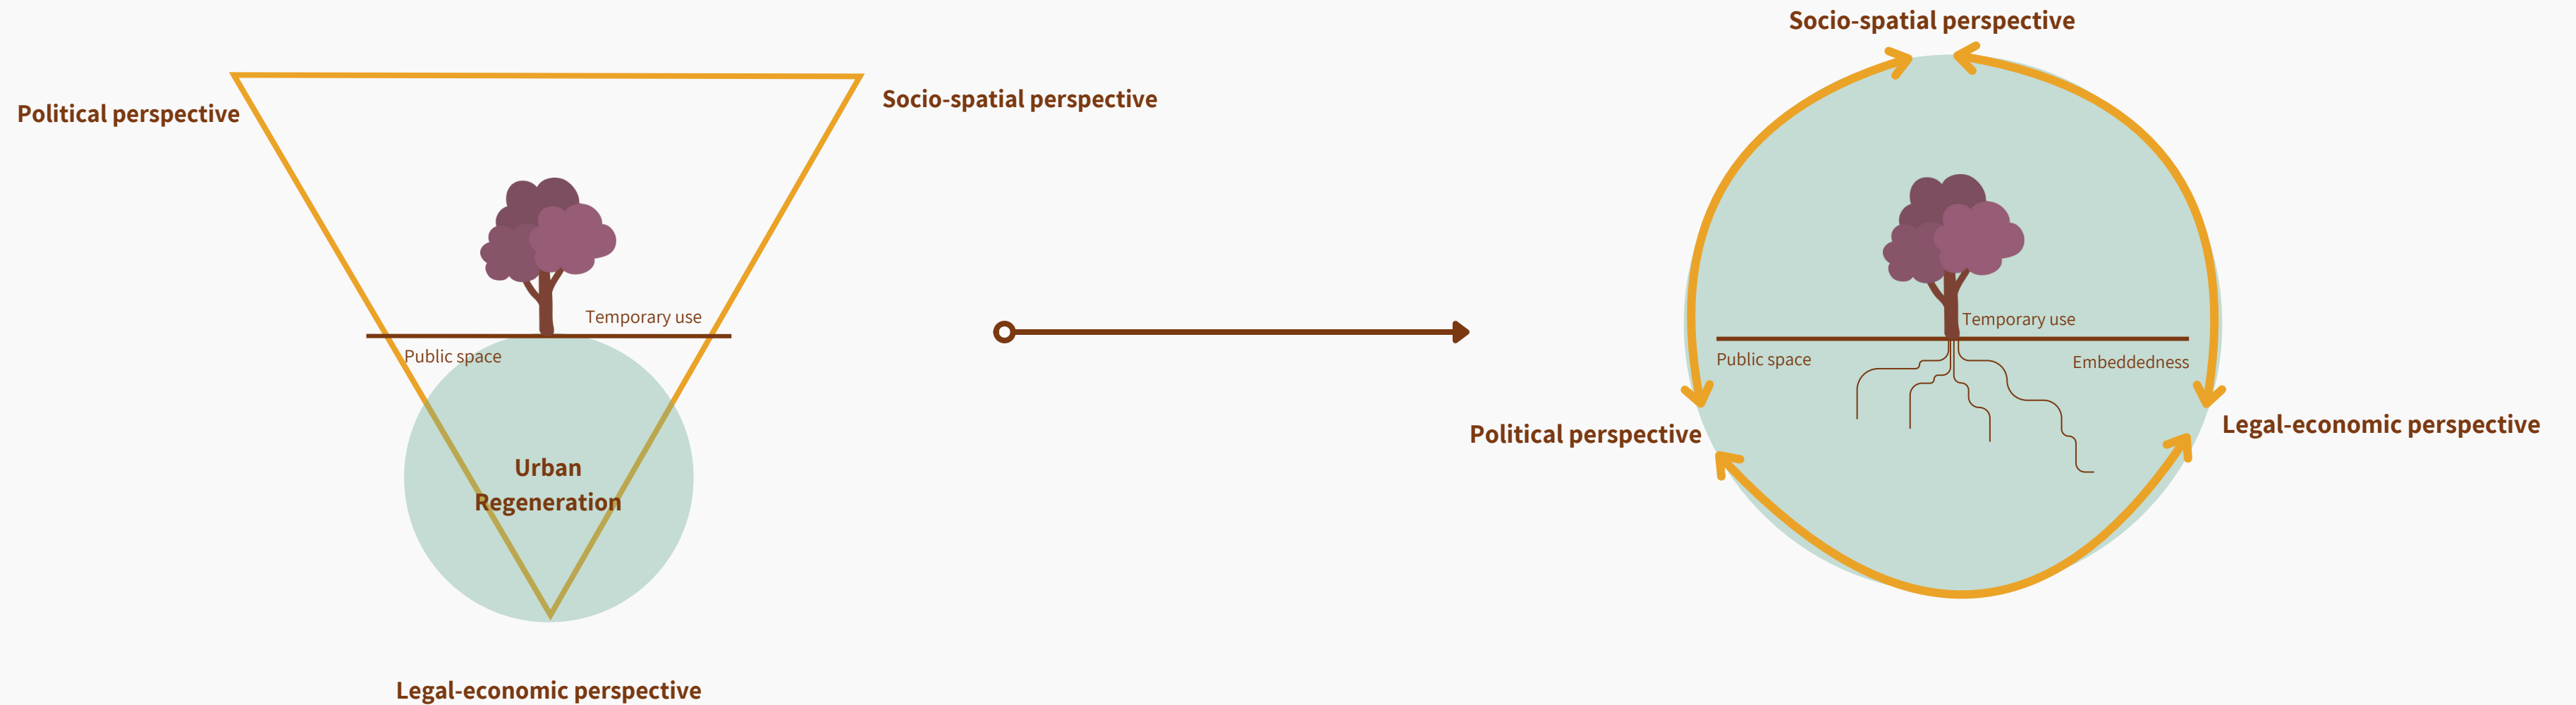 Political perspective
Socio-spatial perspective
Temporary use
Public space
Urban
Regeneration
Legal-economic perspective
Socio-spatial perspective
Temporary use
Public space
Embeddedness
Political perspective
Legal-economic perspective